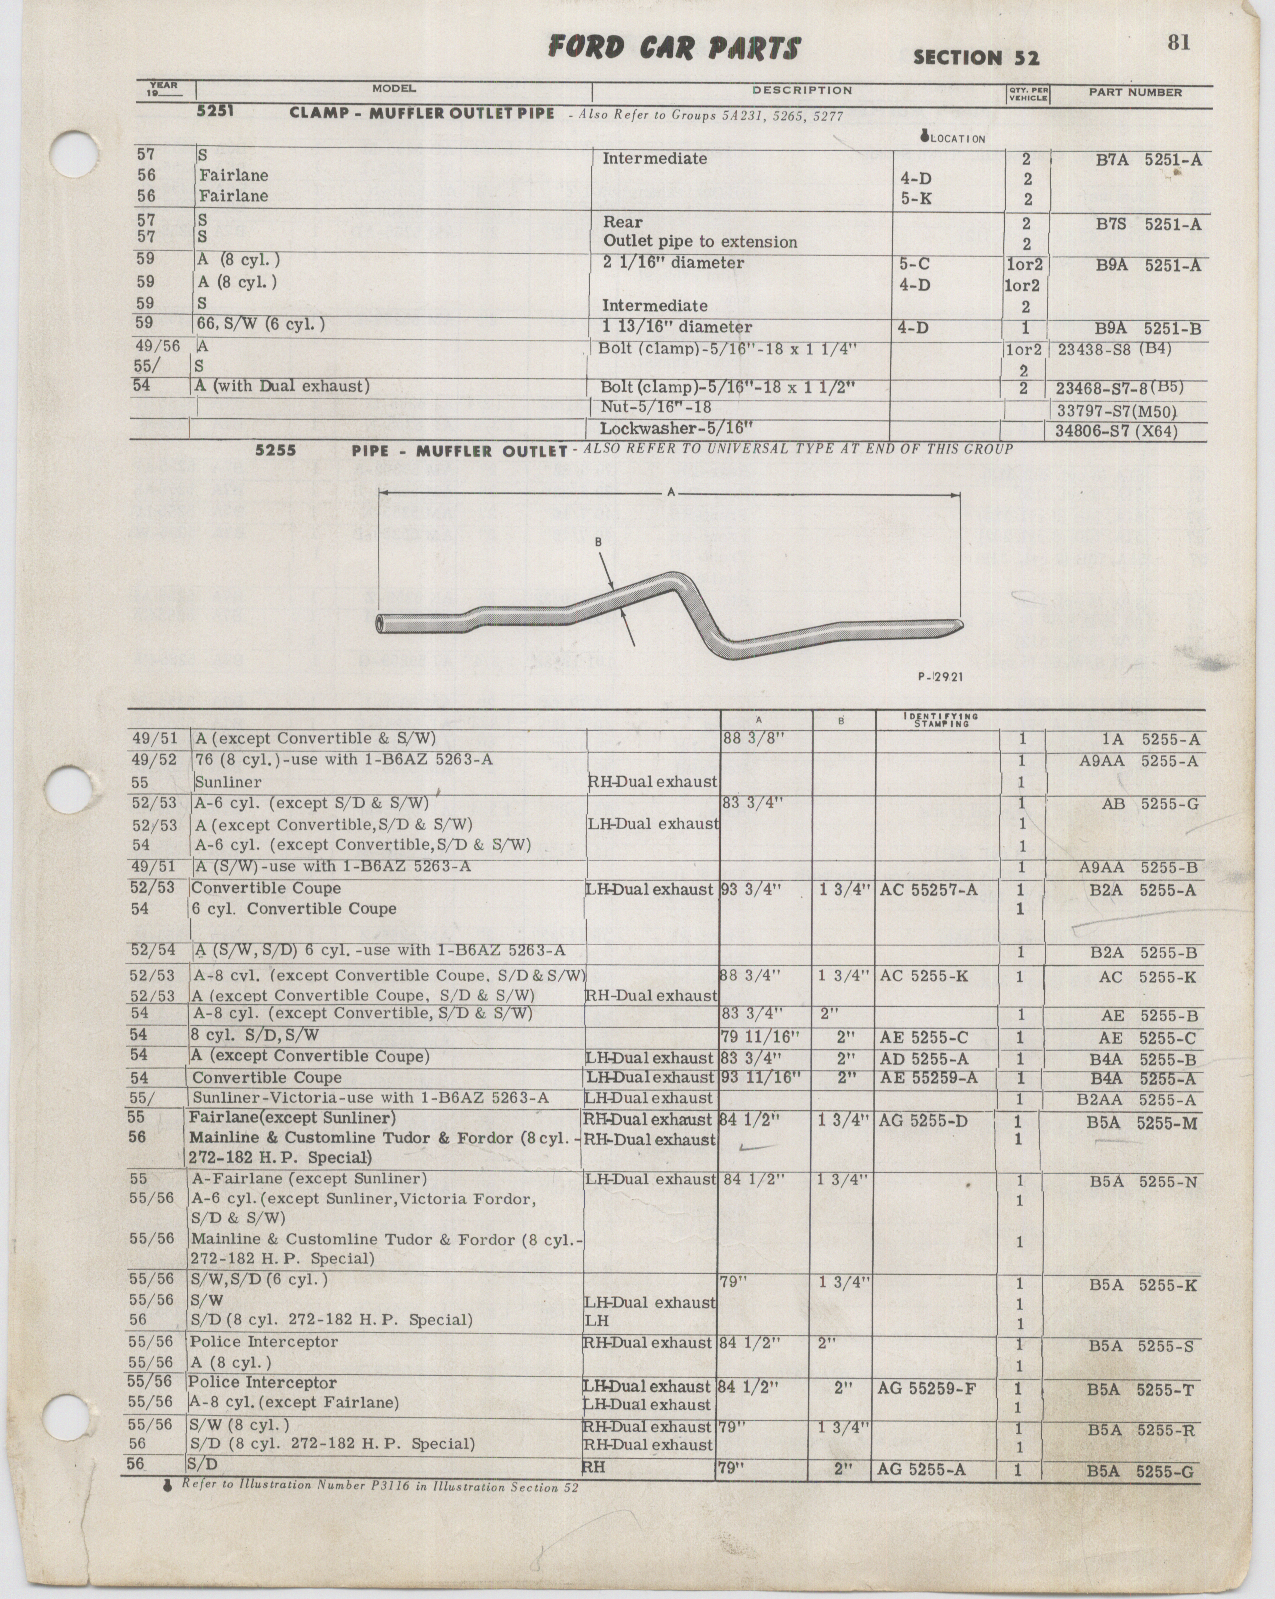 FORD CAR PARTS SECTION 52 81
YEAR 19__ MODEL DESCRIPTION QTY. PER VEHICLE PART NUMBER
5251 CLAMP - MUFFLER OUTLET PIPE - Also Refer to Groups 5A231, 5265, 5277
LOCATION
57 S Intermediate 2 B7A 5251-A
56 Fairlane 4-D 2
56 Fairlane 5-K 2
57 S Rear 2 B7S 5251-A
57 S Outlet pipe to extension 2
59 A (8 cyl.) 2 1/16" diameter 5-C 1or2 B9A 5251-A
59 A (8 cyl.) 4-D 1or2
59 S Intermediate 2
59 66, S/W (6 cyl.) 1 13/16" diameter 4-D 1 B9A 5251-B
49/56 A Bolt (clamp)-5/16"-18 x 1 1/4" 1or2 23438-S8 (B4)
55/ S 2
54 A (with Dual exhaust) Bolt (clamp)-5/16"-18 x 1 1/2" 2 23468-S7-8(B5)
Nut-5/16"-18 33797-S7(M50)
Lockwasher-5/16" 34806-S7 (X64)
5255 PIPE - MUFFLER OUTLET - ALSO REFER TO UNIVERSAL TYPE AT END OF THIS GROUP
A
B
P-12921
A B IDENTIFYING STAMPING
49/51 A (except Convertible & S/W) 88 3/8" 1 1A 5255-A
49/52 76 (8 cyl.)-use with 1-B6AZ 5263-A 1 A9AA 5255-A
55 Sunliner RH-Dual exhaust 1
52/53 A-6 cyl. (except S/D & S/W) 83 3/4" 1 AB 5255-G
52/53 A (except Convertible,S/D & S/W) LH-Dual exhaust 1
54 A-6 cyl. (except Convertible,S/D & S/W) 1
49/51 A (S/W)-use with 1-B6AZ 5263-A 1 A9AA 5255-B
52/53 Convertible Coupe LH-Dual exhaust 93 3/4" 1 3/4" AC 55257-A 1 B2A 5255-A
54 6 cyl. Convertible Coupe 1
52/54 A (S/W,S/D) 6 cyl. -use with 1-B6AZ 5263-A 1 B2A 5255-B
52/53 A-8 cyl. (except Convertible Coupe, S/D & S/W) 88 3/4" 1 3/4" AC 5255-K 1 AC 5255-K
52/53 A (except Convertible Coupe, S/D & S/W) RH-Dual exhaust
54 A-8 cyl. (except Convertible, S/D & S/W) 83 3/4" 2" 1 AE 5255-B
54 8 cyl. S/D,S/W 79 11/16" 2" AE 5255-C 1 AE 5255-C
54 A (except Convertible Coupe) LH-Dual exhaust 83 3/4" 2" AD 5255-A 1 B4A 5255-B
54 Convertible Coupe LH-Dual exhaust 93 11/16" 2" AE 55259-A 1 B4A 5255-A
55/ Sunliner-Victoria-use with 1-B6AZ 5263-A LH-Dual exhaust 1 B2AA 5255-A
55 Fairlane(except Sunliner) RH-Dual exhaust 84 1/2" 1 3/4" AG 5255-D 1 B5A 5255-M
56 Mainline & Customline Tudor & Fordor (8 cyl. - RH-Dual exhaust 1
272-182 H.P. Special)
55 A-Fairlane (except Sunliner) LH-Dual exhaust 84 1/2" 1 3/4" 1 B5A 5255-N
55/56 A-6 cyl. (except Sunliner,Victoria Fordor, 1
S/D & S/W)
55/56 Mainline & Customline Tudor & Fordor (8 cyl.- 1
272-182 H.P. Special)
55/56 S/W,S/D (6 cyl.) 79" 1 3/4" 1 B5A 5255-K
55/56 S/W LH-Dual exhaust 1
56 S/D (8 cyl. 272-182 H.P. Special) LH 1
55/56 Police Interceptor RH-Dual exhaust 84 1/2" 2" 1 B5A 5255-S
55/56 A (8 cyl.) 1
55/56 Police Interceptor LH-Dual exhaust 84 1/2" 2" AG 55259-F 1 B5A 5255-T
55/56 A-8 cyl. (except Fairlane) LH-Dual exhaust 1
55/56 S/W (8 cyl.) RH-Dual exhaust 79" 1 3/4" 1 B5A 5255-R
56 S/D (8 cyl. 272-182 H.P. Special) RH-Dual exhaust 1
56 S/D RH 79" 2" AG 5255-A 1 B5A 5255-G
Refer to Illustration Number P3116 in Illustration Section 52